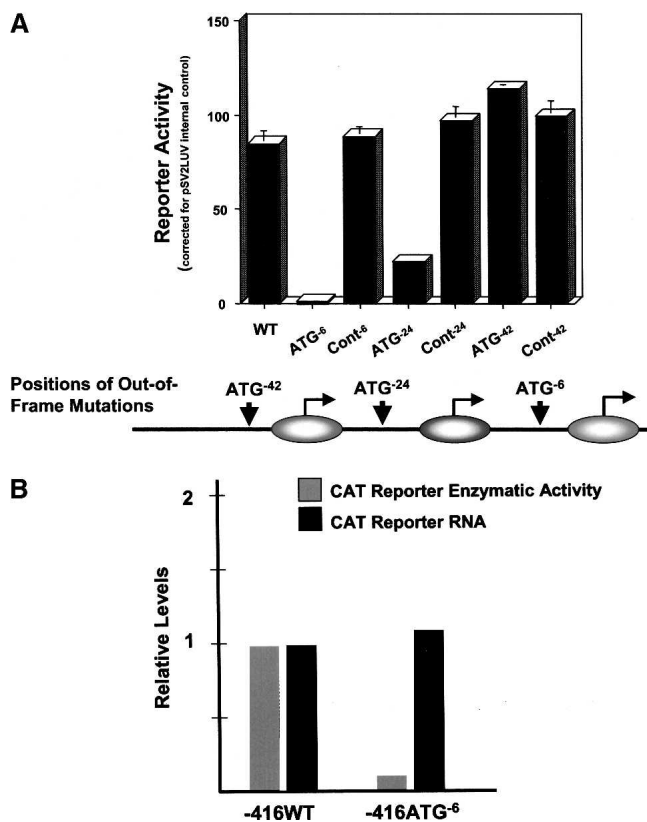 A
Reporter Activity
(corrected for pSV2LUV internal control)
150
100
50
0
WT
ATG-6
Cont-6
ATG-24
Cont-24
ATG-42
Cont-42
Positions of Out-of-
Frame Mutations
ATG-42
ATG-24
ATG-6
B
CAT Reporter Enzymatic Activity
CAT Reporter RNA
Relative Levels
2
1
-416WT
-416ATG-6